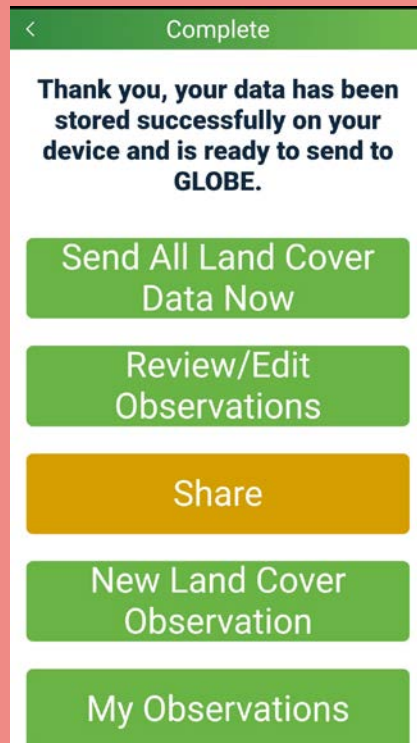 Complete
Thank you, your data has been
stored successfully on your
device and is ready to send to
GLOBE.
Send All Land Cover
Data Now
Review/Edit
Observations
Share
New Land Cover
Observation
My Observations